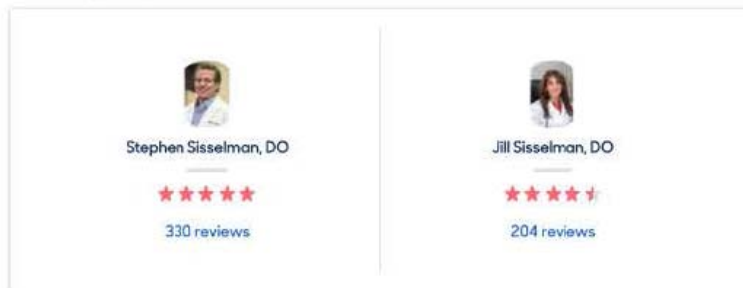 Stephen Sisselman, DO
330 reviews
Jill Sisselman, DO
204 reviews